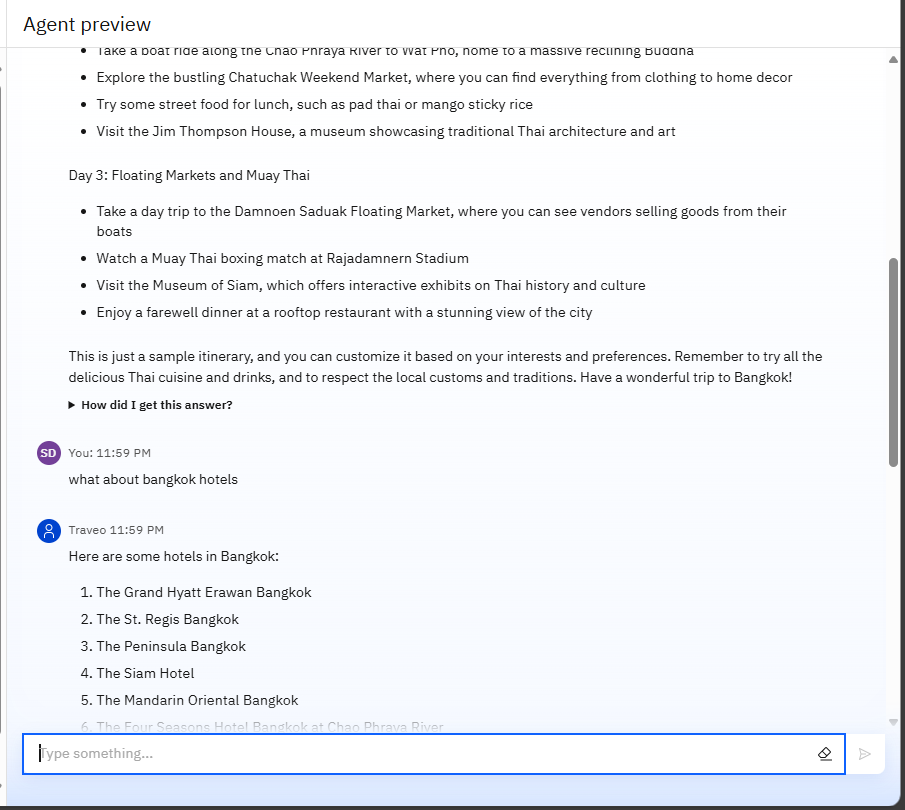 Agent preview
Take a boat ride along the Chao Phraya River to Wat Pho, home to a massive reclining Buddha
Explore the bustling Chatuchak Weekend Market, where you can find everything from clothing to home decor
Try some street food for lunch, such as pad thai or mango sticky rice
Visit the Jim Thompson House, a museum showcasing traditional Thai architecture and art
Day 3: Floating Markets and Muay Thai
Take a day trip to the Damnoen Saduak Floating Market, where you can see vendors selling goods from their
boats
Watch a Muay Thai boxing match at Rajadamnern Stadium
Visit the Museum of Siam, which offers interactive exhibits on Thai history and culture
Enjoy a farewell dinner at a rooftop restaurant with a stunning view of the city
This is just a sample itinerary, and you can customize it based on your interests and preferences. Remember to try all the
delicious Thai cuisine and drinks, and to respect the local customs and traditions. Have a wonderful trip to Bangkok!
How did I get this answer?
SD You: 11:59 PM
what about bangkok hotels
Traveo 11:59 PM
Here are some hotels in Bangkok:
1. The Grand Hyatt Erawan Bangkok
2. The St. Regis Bangkok
3. The Peninsula Bangkok
4. The Siam Hotel
5. The Mandarin Oriental Bangkok
6. The Four Seasons Hotel Bangkok at Chao Phraya River
Type something...